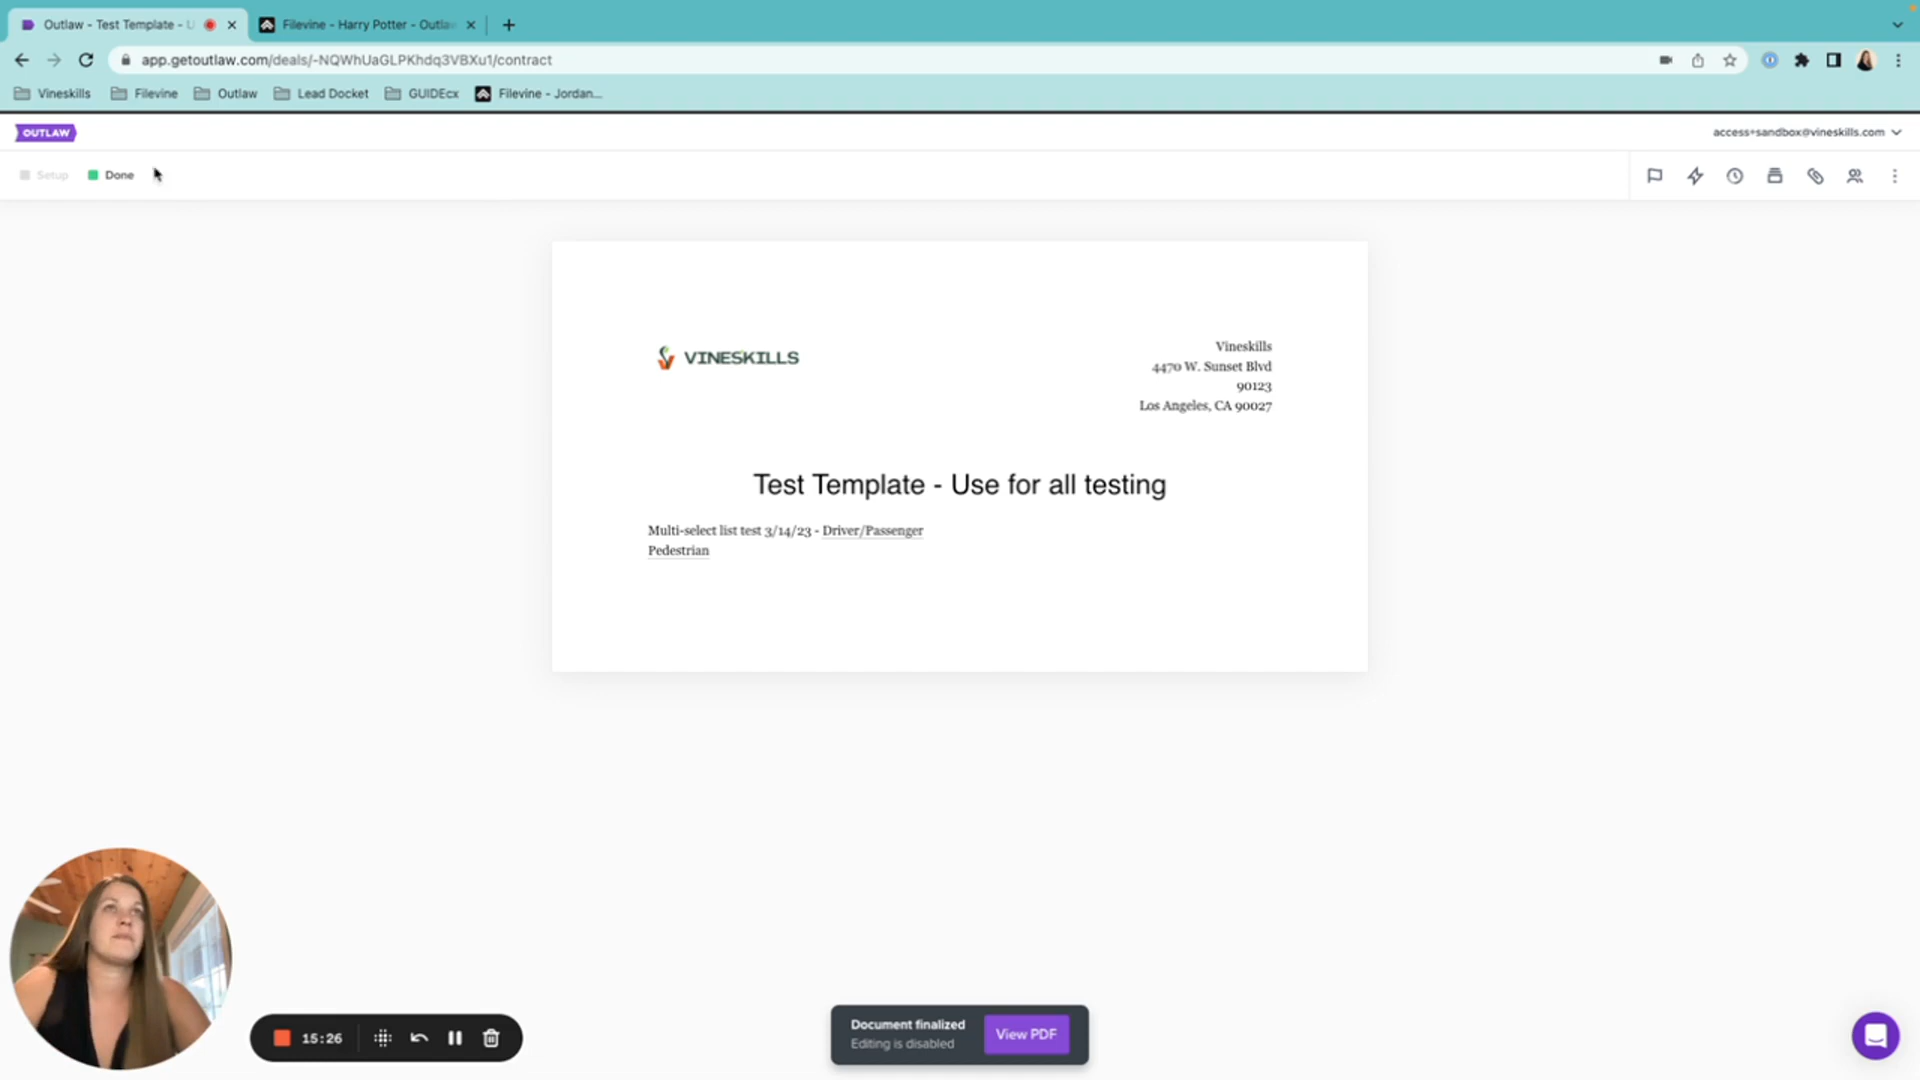 Outlaw - Test Template - U
Filevine - Harry Potter - Outlaw
app.getoutlaw.com/deals/-NQWhUaGLPKhdq3VBXu1/contract
Vineskills
Filevine
Outlaw
Lead Docket
GUIDEcx
Filevine - Jordan...
OUTLAW
access+sandbox@vineskills.com
Setup
Done
VINESKILLS
Vineskills
4470 W. Sunset Blvd
90123
Los Angeles, CA 90027
Test Template - Use for all testing
Multi-select list test 3/14/23 - Driver/Passenger
Pedestrian
15:26
Document finalized
Editing is disabled
View PDF